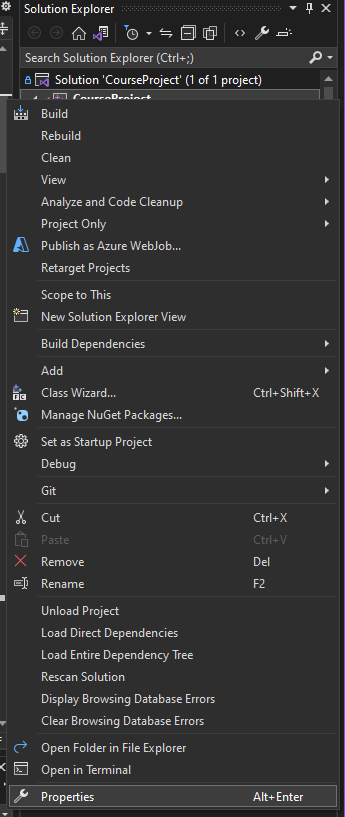 Solution Explorer
Search Solution Explorer (Ctrl+;)
Solution 'CourseProject' (1 of 1 project)
CourseProject
Build
Rebuild
Clean
View
Analyze and Code Cleanup
Project Only
Publish as Azure WebJob...
Retarget Projects
Scope to This
New Solution Explorer View
Build Dependencies
Add
Class Wizard... Ctrl+Shift+X
Manage NuGet Packages...
Set as Startup Project
Debug
Git
Cut Ctrl+X
Paste Ctrl+V
Remove Del
Rename F2
Unload Project
Load Direct Dependencies
Load Entire Dependency Tree
Rescan Solution
Display Browsing Database Errors
Clear Browsing Database Errors
Open Folder in File Explorer
Open in Terminal
Properties Alt+Enter